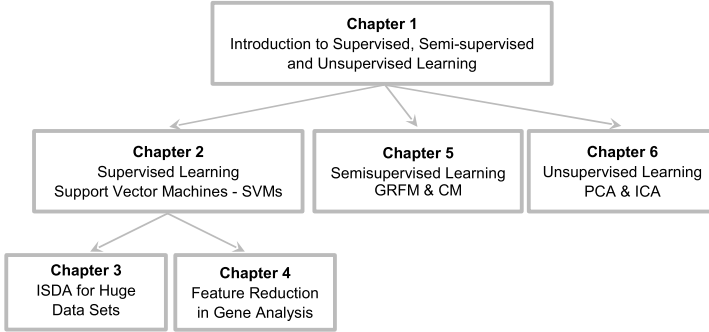 Chapter 1
Introduction to Supervised, Semi-supervised
and Unsupervised Learning
Chapter 2
Supervised Learning
Support Vector Machines - SVMs
Chapter 5
Semisupervised Learning
GRFM & CM
Chapter 6
Unsupervised Learning
PCA & ICA
Chapter 3
ISDA for Huge
Data Sets
Chapter 4
Feature Reduction
in Gene Analysis